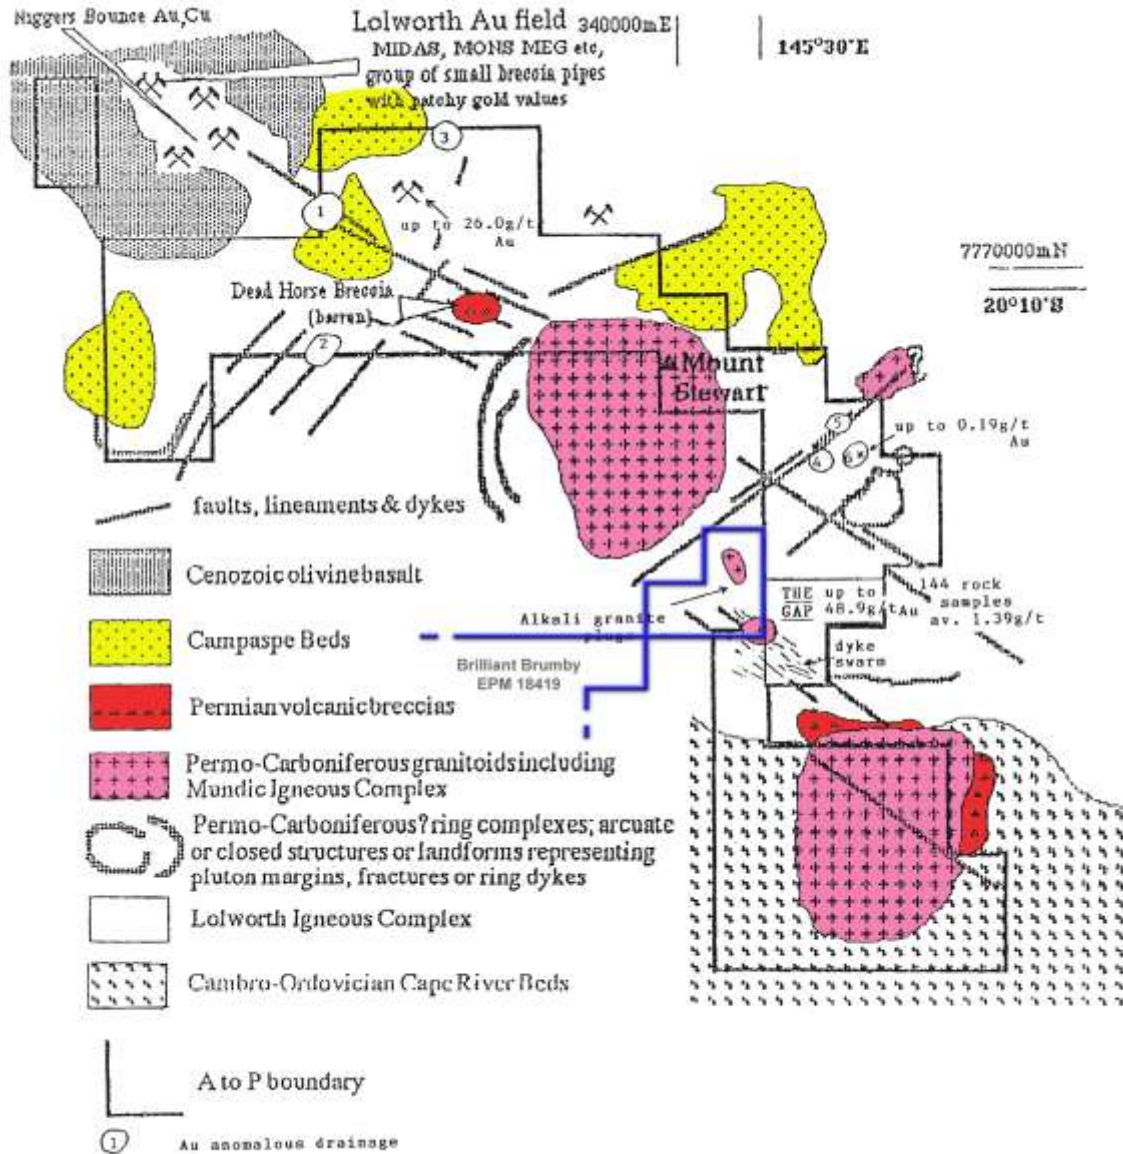 Niggers Bounce Au,Cu
Lolworth Au field
340000mE
145°30'E
MIDAS, MONS MEG etc,
group of small breccia pipes
with patchy gold values
3
1
up to 26.0g/t
Au
7770000mN
20°10'S
Dead Horse Breccia
(barren)
2
Mount
Stewart
5
4
6
up to 0.19g/t
Au
faults, lineaments & dykes
Cenozoic olivine basalt
THE
GAP
up to
48.9g/t Au
144 rock
samples
av. 1.39g/t
Alkali granite
plugs
dyke
swarm
Campaspe Beds
Brilliant Brumby
EPM 18419
Permian volcanic breccias
Permo-Carboniferous granitoids including
Mundic Igneous Complex
Permo-Carboniferous? ring complexes; arcuate
or closed structures or landforms representing
pluton margins, fractures or ring dykes
Lolworth Igneous Complex
Cambro-Ordovician Cape River Beds
A to P boundary
1
Au anomalous drainage